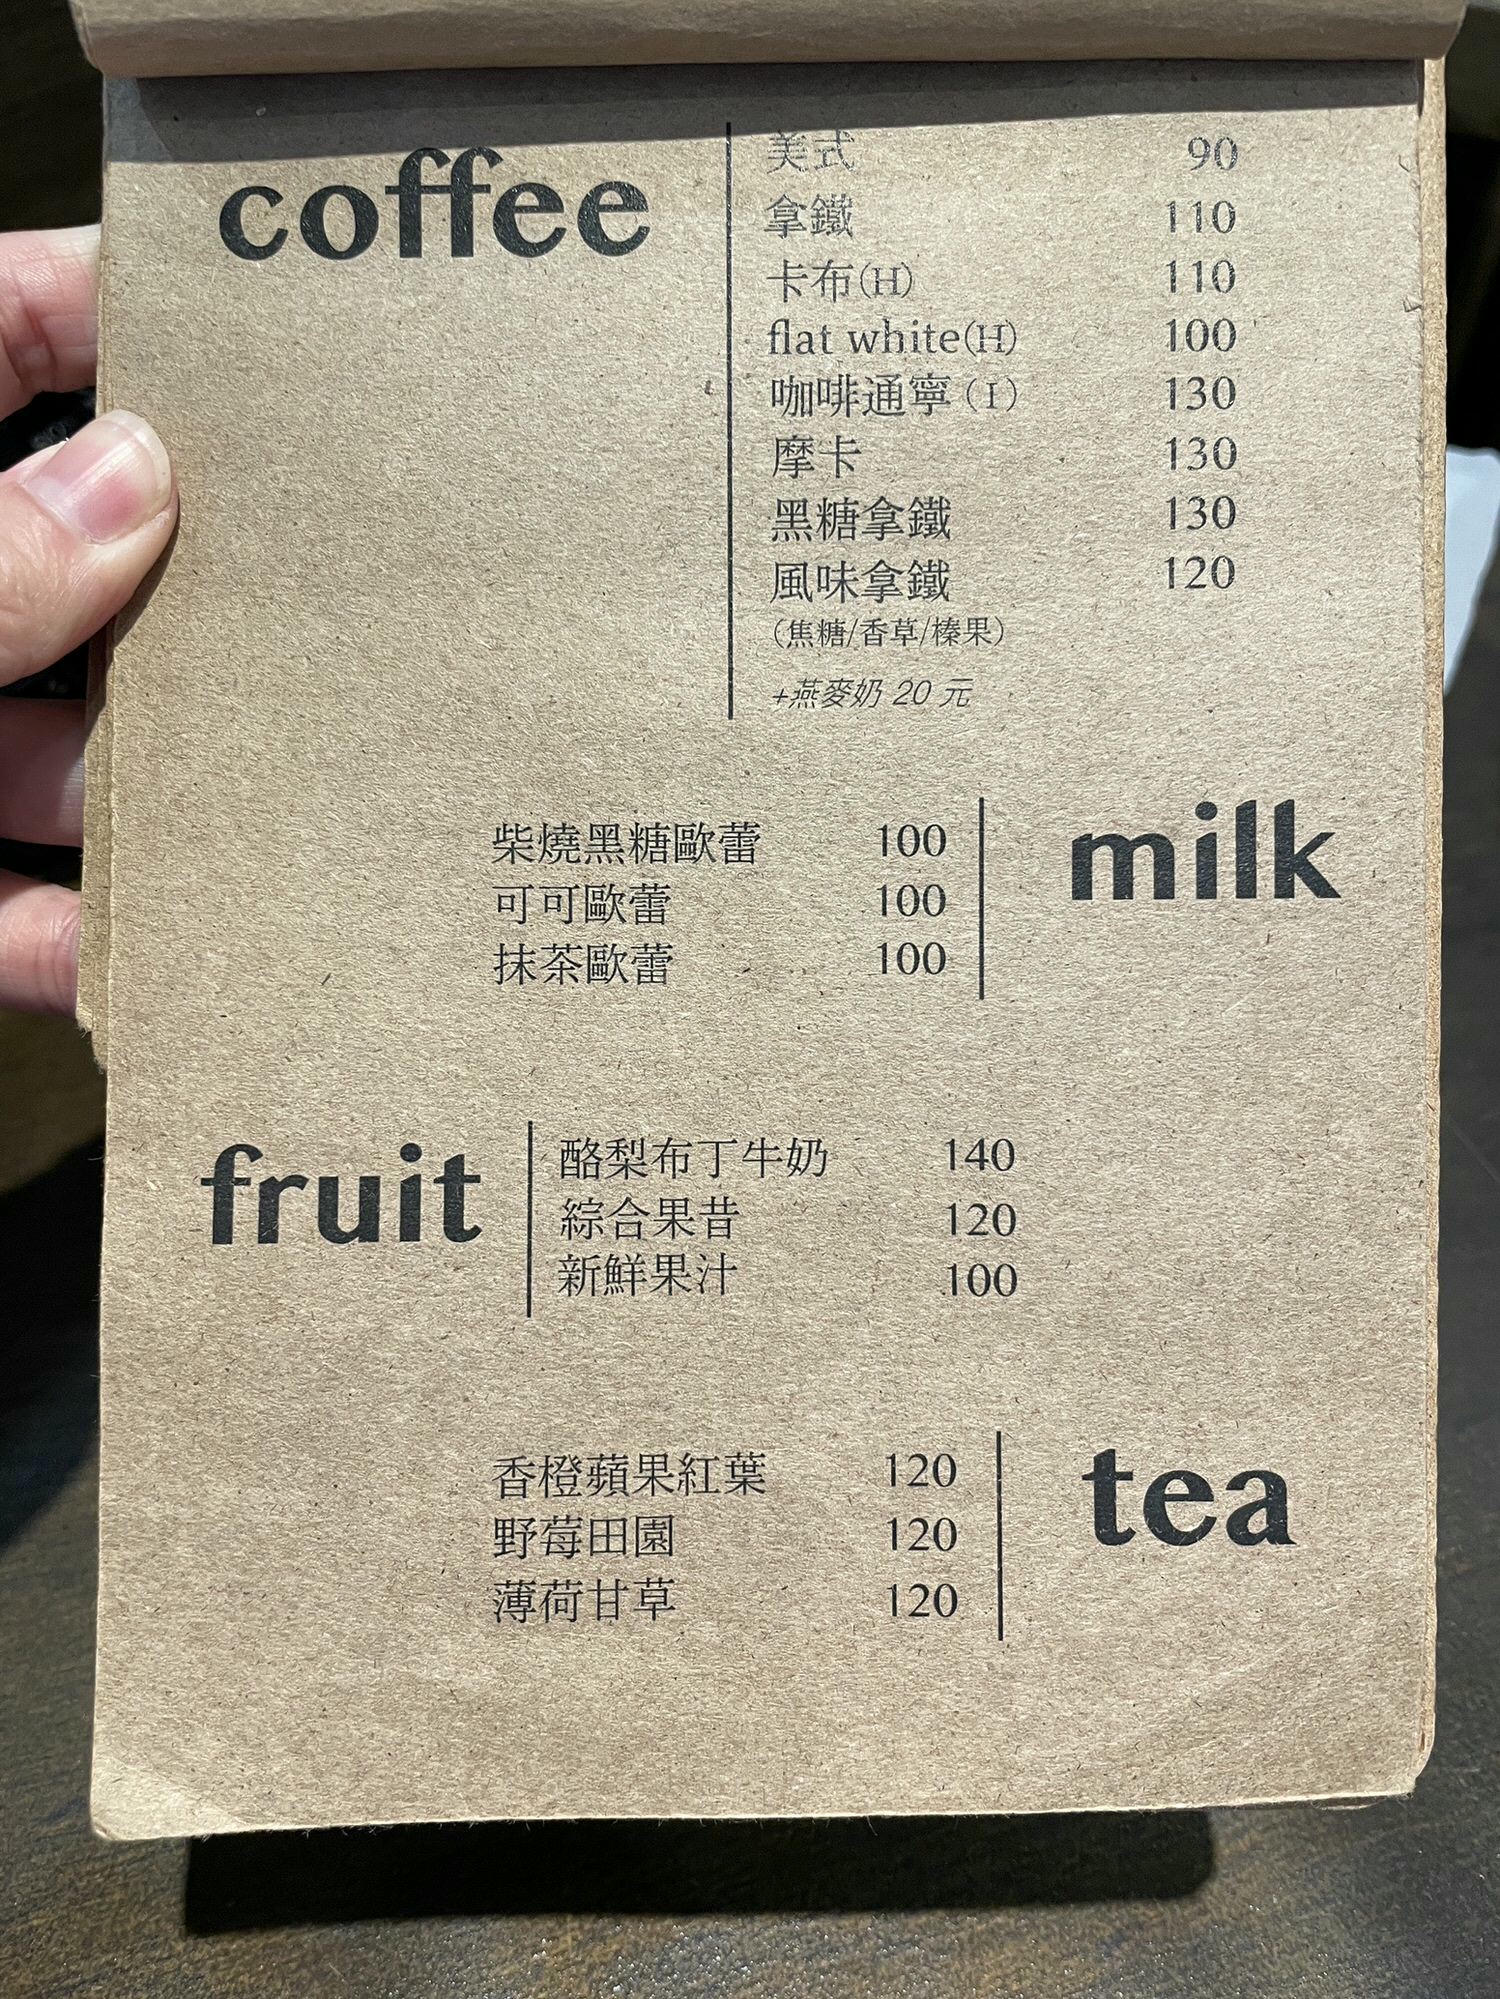 coffee
美式 90
拿鐵 110
卡布(H) 110
flat white(H) 100
咖啡通寧(I) 130
摩卡 130
黑糖拿鐵 130
風味拿鐵 120
(焦糖/香草/榛果)
+燕麥奶 20 元
milk
柴燒黑糖歐蕾 100
可可歐蕾 100
抹茶歐蕾 100
fruit
酪梨布丁牛奶 140
綜合果昔 120
新鮮果汁 100
tea
香橙蘋果紅葉 120
野莓田園 120
薄荷甘草 120